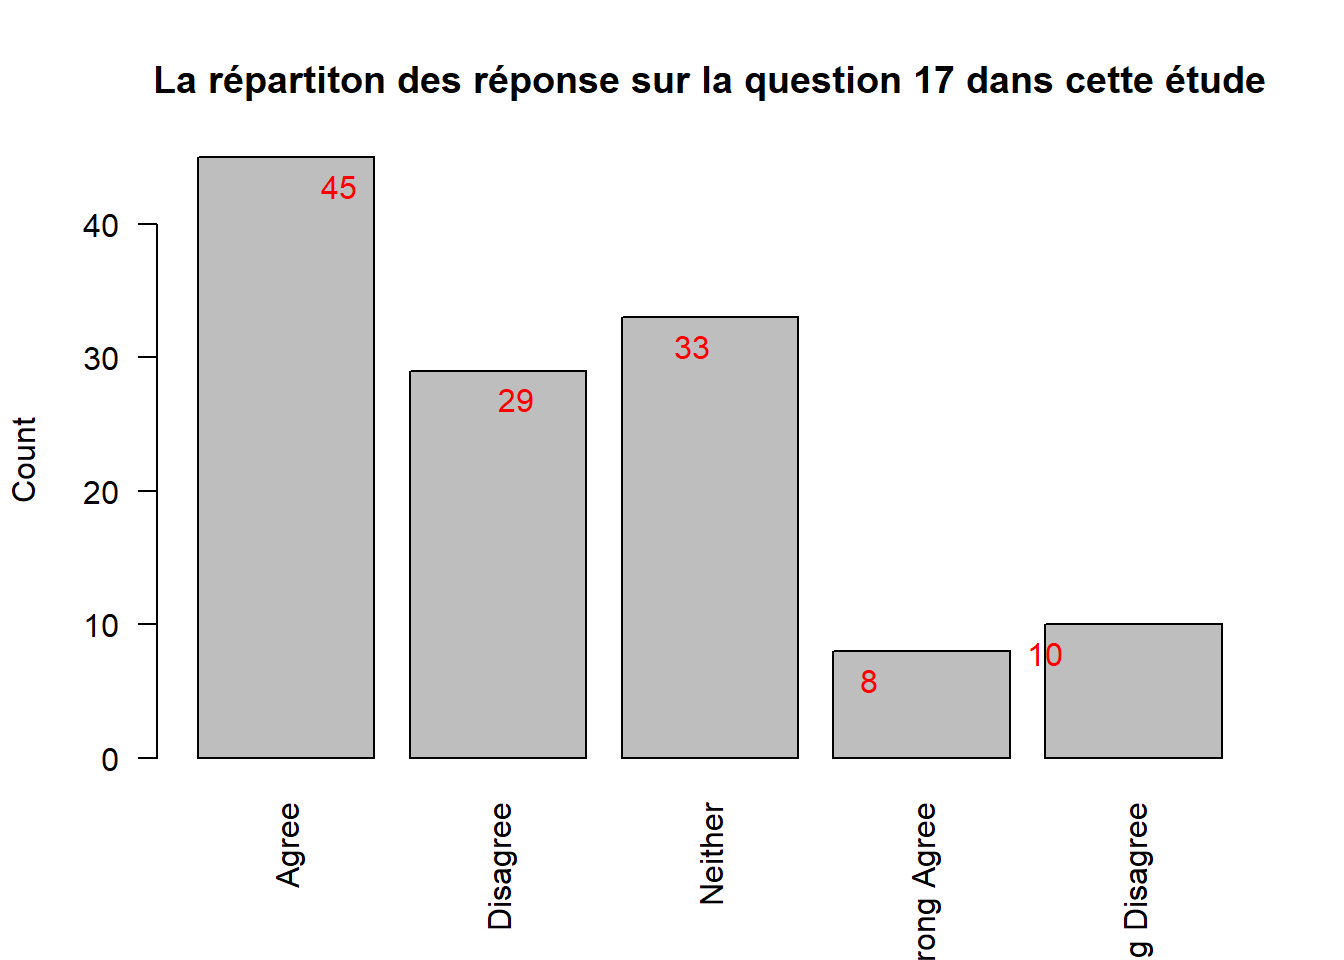 La répartiton des réponse sur la question 17 dans cette étude
Count
40
30
20
10
0
45
29
33
8
10
Agree
Disagree
Neither
rong Agree
g Disagree